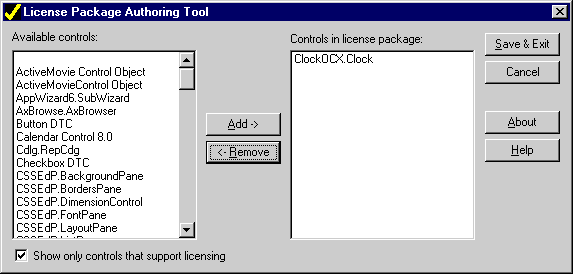 License Package Authoring Tool
Available controls:
ActiveMovie Control Object
ActiveMovieControl Object
AppWizard6.SubWizard
AxBrowse.AxBrowser
Button DTC
Calendar Control 8.0
Cdlg.RepCdg
Checkbox DTC
CSSEdP.BackgroundPane
CSSEdP.BordersPane
CSSEdP.DimensionControl
CSSEdP.FontPane
CSSEdP.LayoutPane
Add ->
<- Remove
Controls in license package:
ClockOCX.Clock
Save & Exit
Cancel
About
Help
Show only controls that support licensing